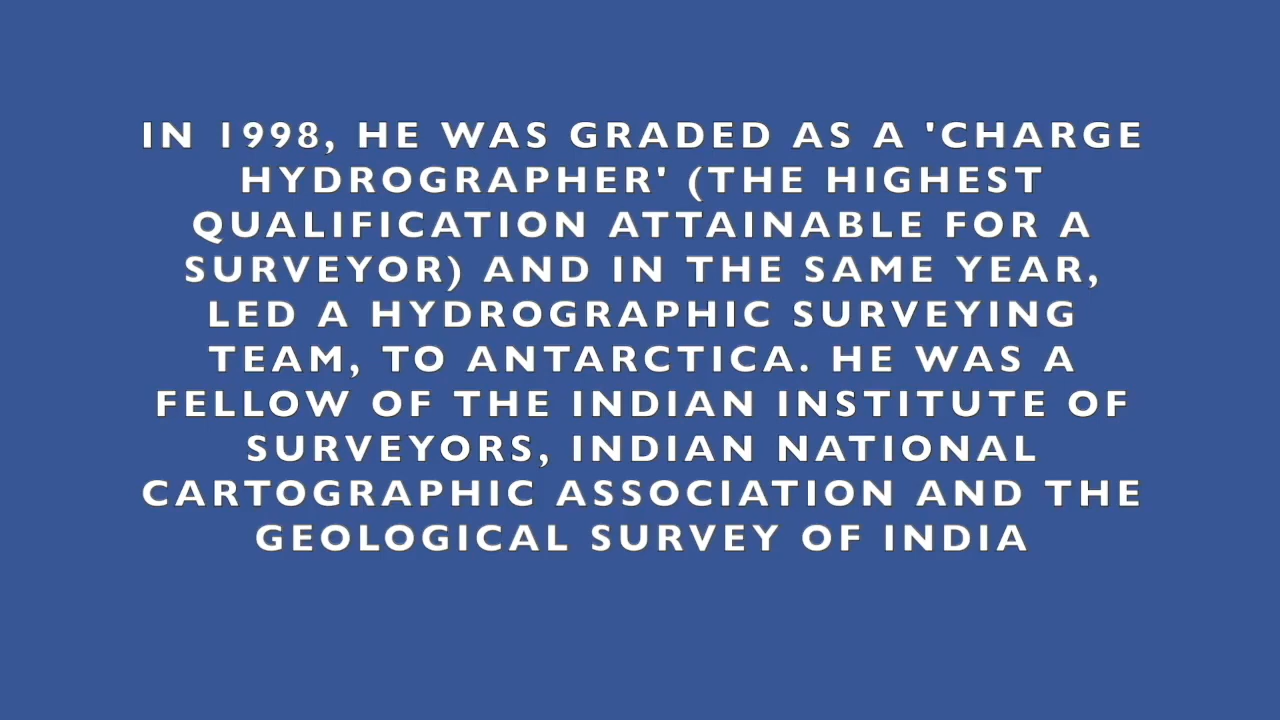 IN 1998, HE WAS GRADED AS A 'CHARGE
HYDROGRAPHER' (THE HIGHEST
QUALIFICATION ATTAINABLE FOR A
SURVEYOR) AND IN THE SAME YEAR,
LED A HYDROGRAPHIC SURVEYING
TEAM, TO ANTARCTICA. HE WAS A
FELLOW OF THE INDIAN INSTITUTE OF
SURVEYORS, INDIAN NATIONAL
CARTOGRAPHIC ASSOCIATION AND THE
GEOLOGICAL SURVEY OF INDIA